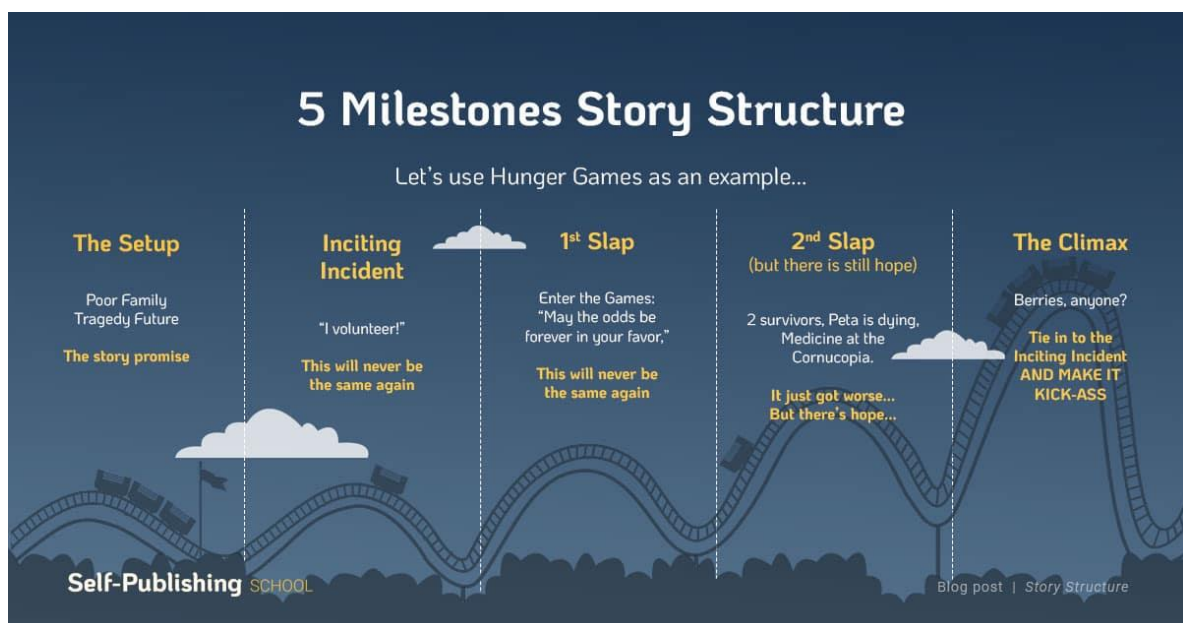 5 Milestones Story Structure
Let's use Hunger Games as an example...
The Setup
Poor Family
Tragedy Future
The story promise
Inciting
Incident
“I volunteer!”
This will never be
the same again
1st Slap
Enter the Games:
“May the odds be
forever in your favor,”
This will never be
the same again
2nd Slap
(but there is still hope)
2 survivors, Peta is dying,
Medicine at the
Cornucopia.
It just got worse...
But there's hope...
The Climax
Berries, anyone?
Tie in to the
Inciting Incident
AND MAKE IT
KICK-ASS
Self-Publishing SCHOOL
Blog post | Story Structure